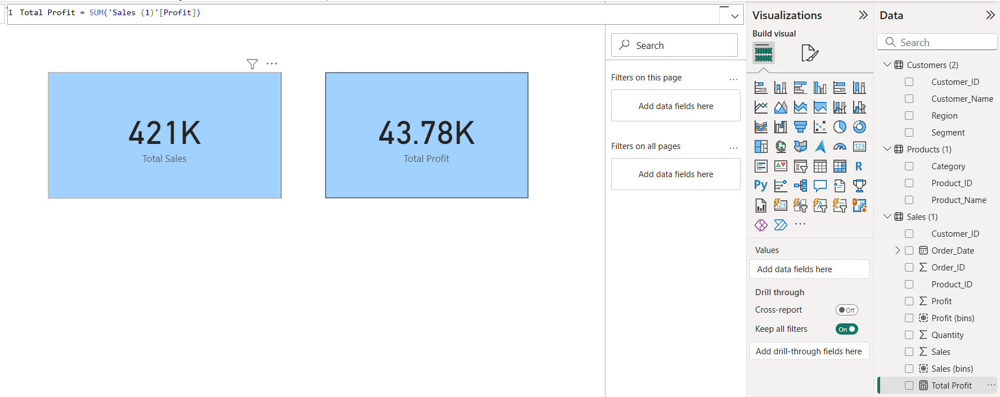 1 Total Profit = SUM('Sales (1)'[Profit])
421K
Total Sales
43.78K
Total Profit
Search
Filters on this page
...
Add data fields here
Filters on all pages
...
Add data fields here
Visualizations
Build visual
123
R
Py
123
...
Values
Add data fields here
Drill through
Cross-report
Off
Keep all filters
On
Add drill-through fields here
Data
Search
Customers (2)
Customer_ID
Customer_Name
Region
Segment
Products (1)
Category
Product_ID
Product_Name
Sales (1)
Customer_ID
Order_Date
Order_ID
Product_ID
Profit
Profit (bins)
Quantity
Sales
Sales (bins)
Total Profit